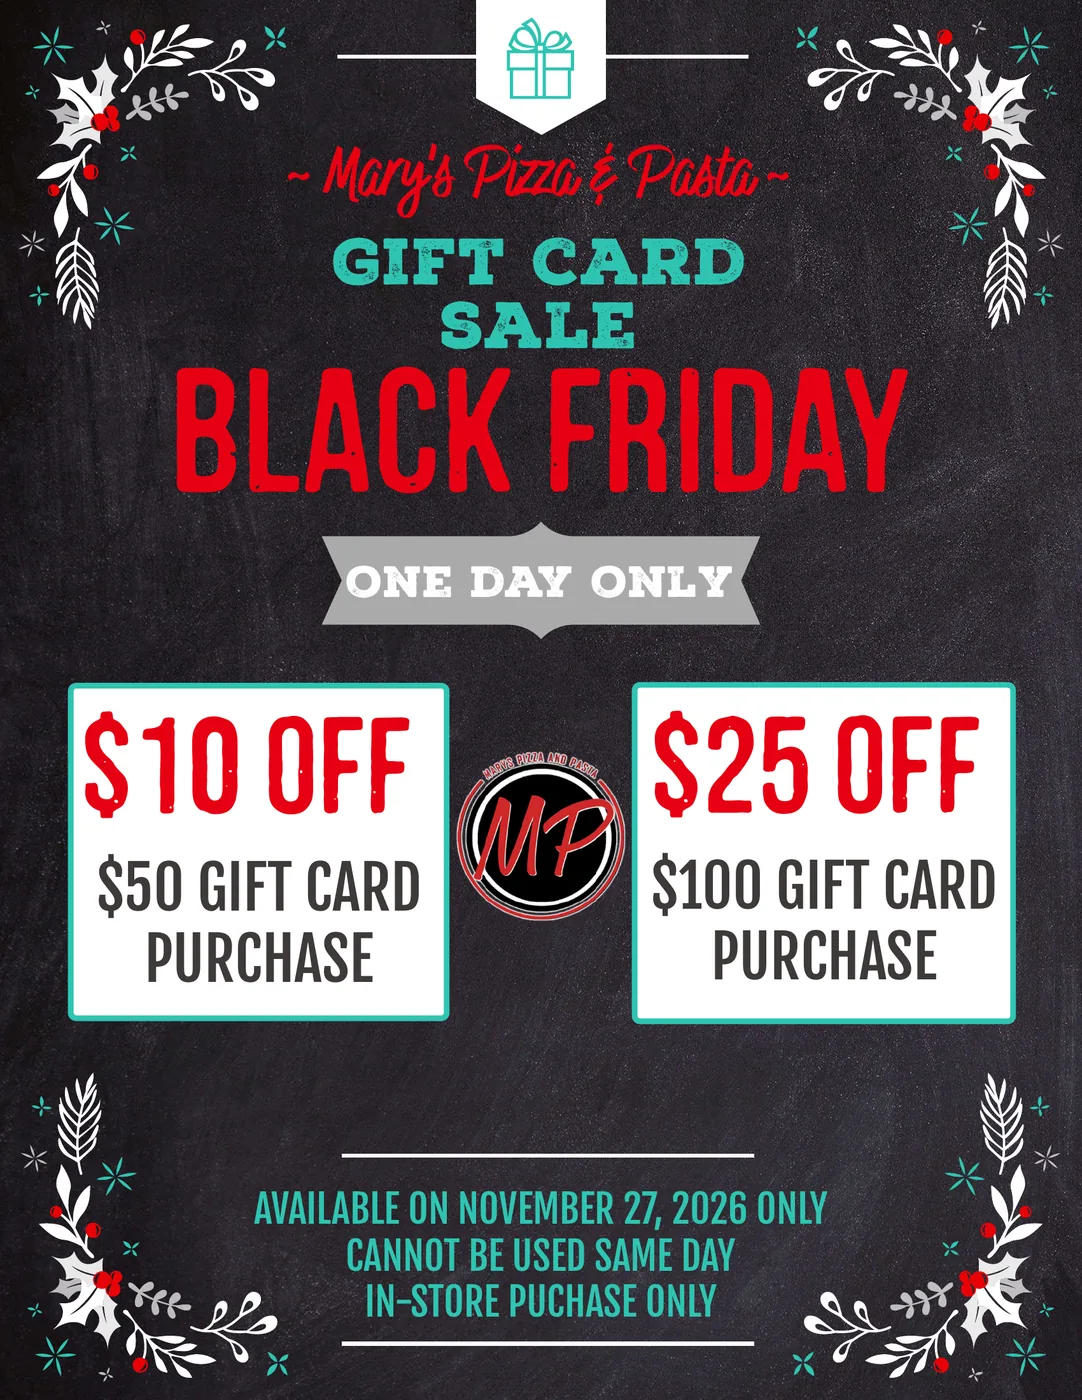 ~ Mary's Pizza & Pasta ~
GIFT CARD
SALE
BLACK FRIDAY
ONE DAY ONLY
$10 OFF
$50 GIFT CARD
PURCHASE
MARYS PIZZA AND PASTA
MP
$25 OFF
$100 GIFT CARD
PURCHASE
AVAILABLE ON NOVEMBER 27, 2026 ONLY
CANNOT BE USED SAME DAY
IN-STORE PUCHASE ONLY